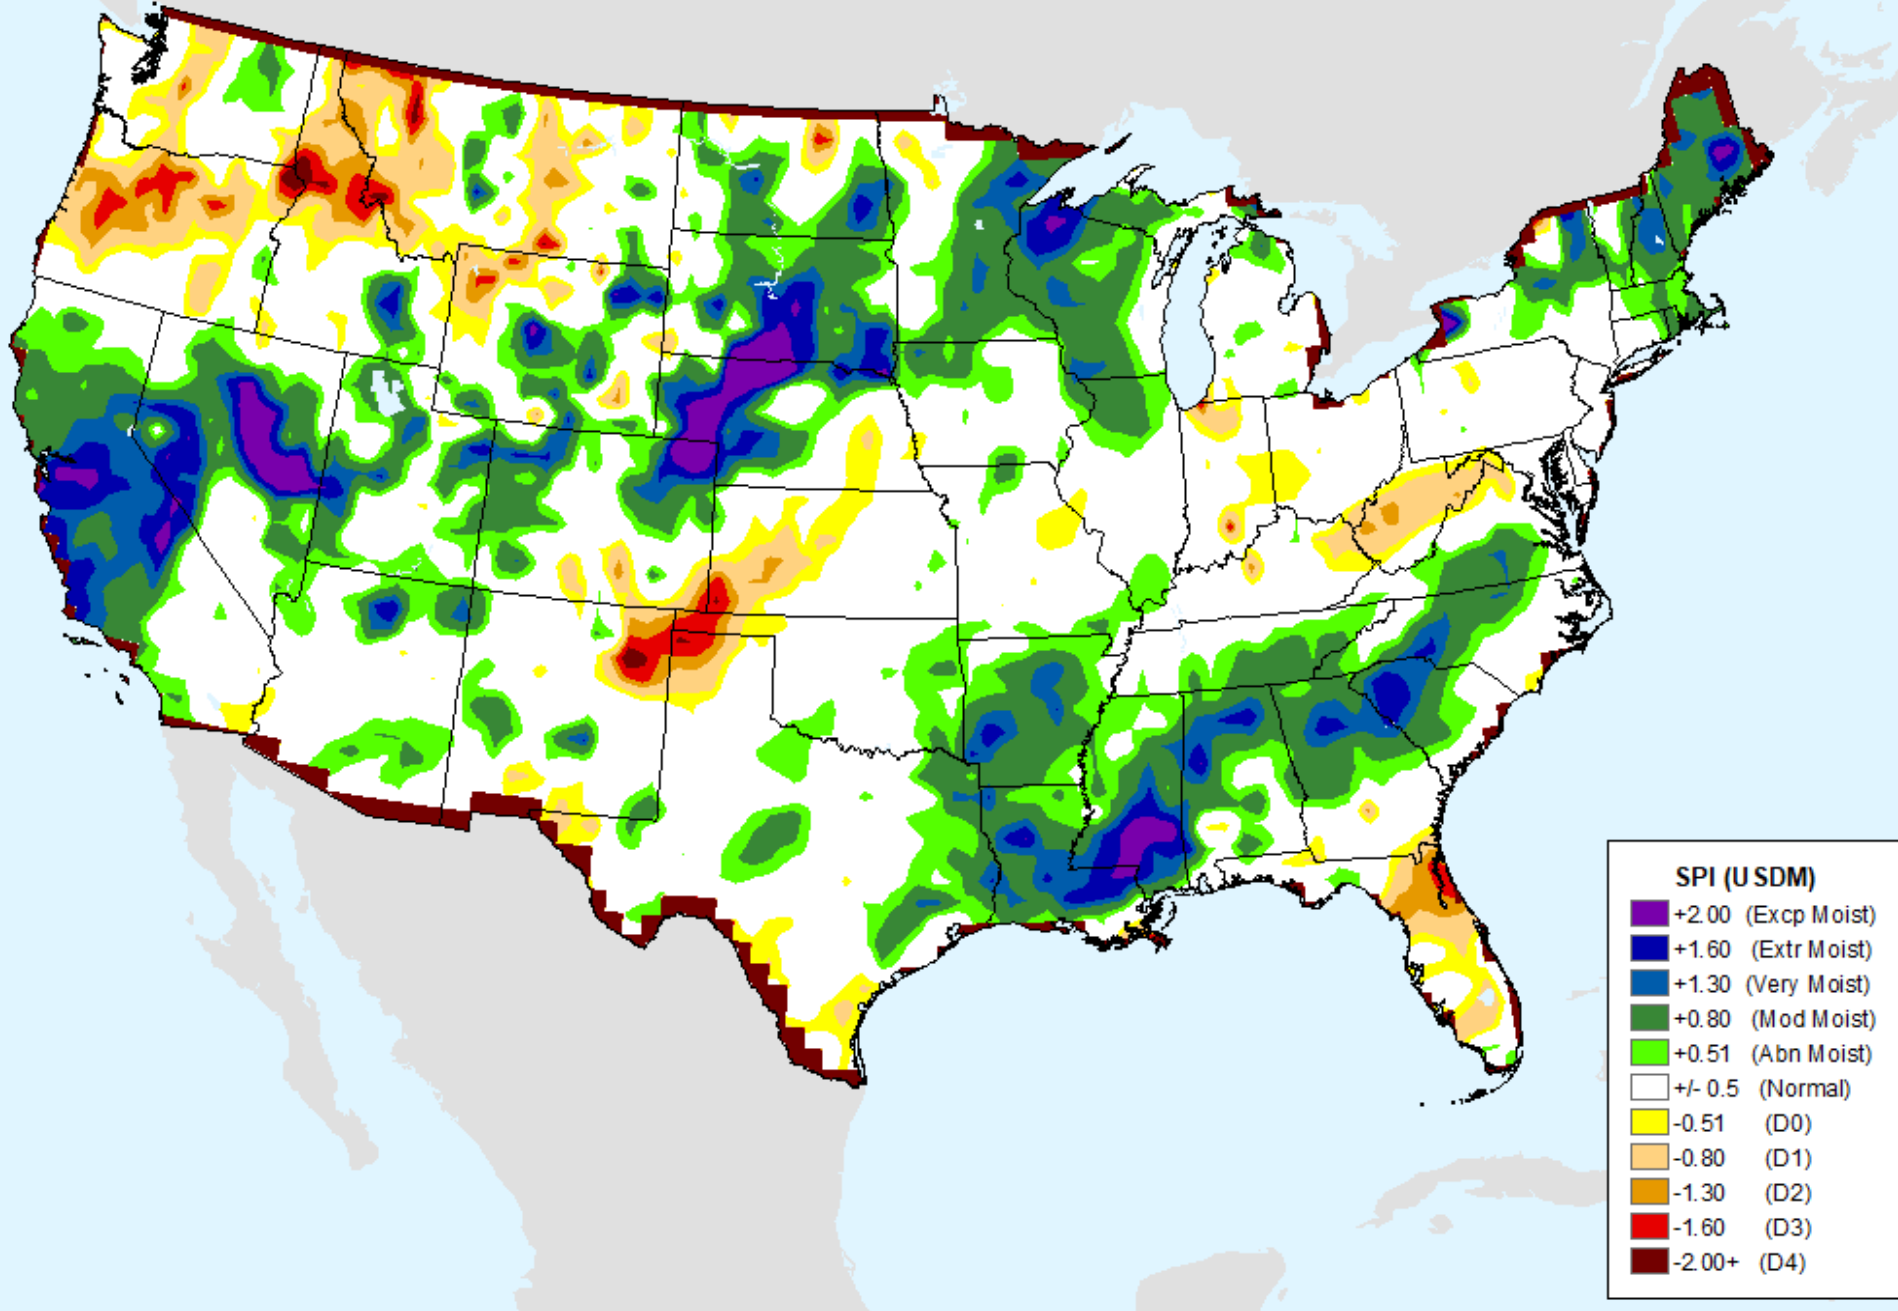 SPI (USDM)
+2.00 (Excp Moist)
+1.60 (Extr Moist)
+1.30 (Very Moist)
+0.80 (Mod Moist)
+0.51 (Abn Moist)
+/- 0.5 (Normal)
-0.51 (D0)
-0.80 (D1)
-1.30 (D2)
-1.60 (D3)
-2.00+ (D4)